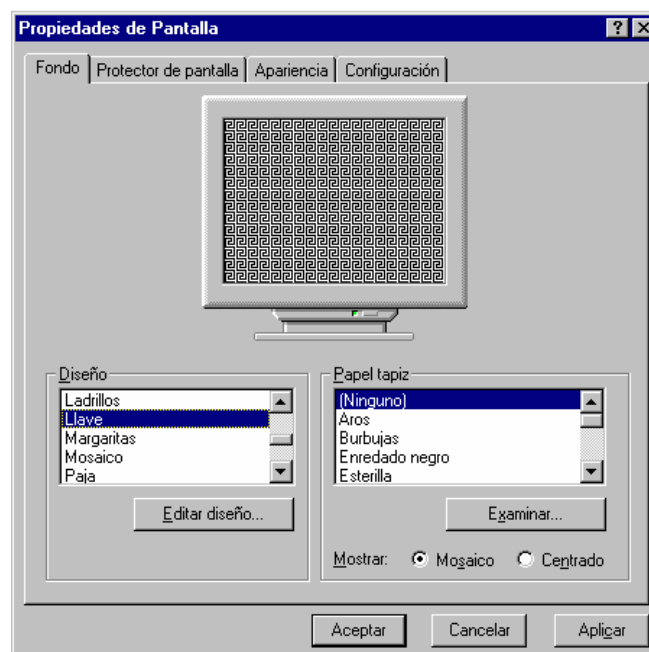 Propiedades de Pantalla
Fondo Protector de pantalla Apariencia Configuración
Diseño
Ladrillos
Llave
Margaritas
Mosaico
Paja
Editar diseño...
Papel tapiz
(Ninguno)
Aros
Burbujas
Enredado negro
Esterilla
Examinar...
Mostrar: Mosaico Centrado
Aceptar Cancelar Aplicar